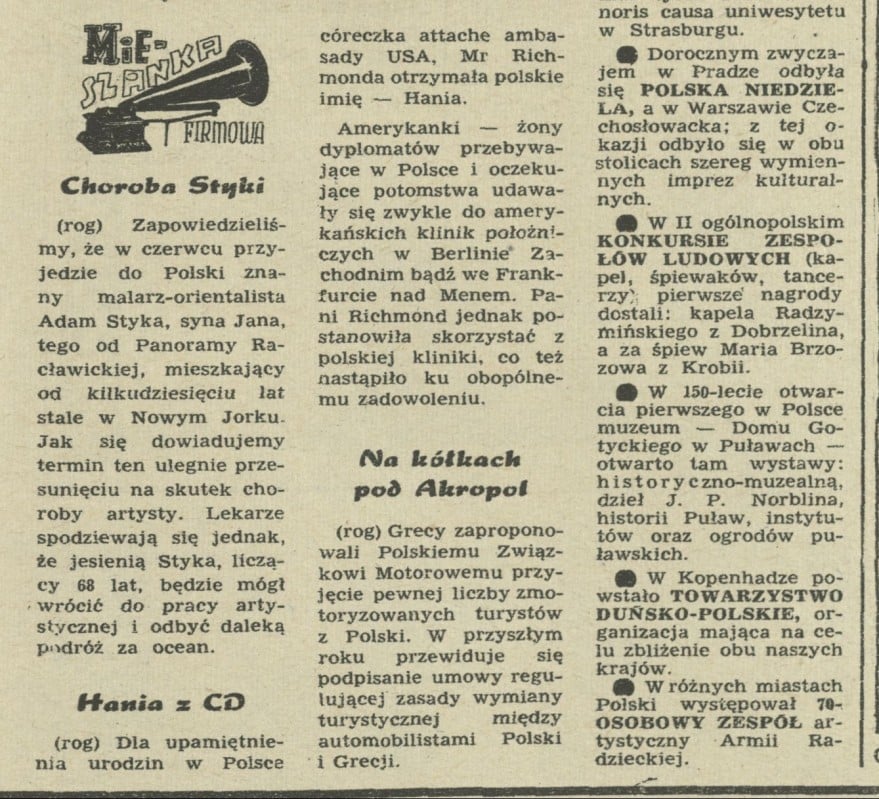 MiE-
SZANKA
FIRMOWA
Choroba Styki
(rog) Zapowiedzieliś-
my, że w czerwcu przy-
jedzie do Polski zna-
ny malarz-orientalista
Adam Styka, syna Jana,
tego od Panoramy Ra-
cławickiej, mieszkający
od kilkudziesięciu lat
stale w Nowym Jorku.
Jak się dowiadujemy
termin ten ulegnie prze-
sunięciu na skutek cho-
roby artysty. Lekarze
spodziewają się jednak,
że jesienią Styka, liczą-
cy 68 lat, będzie mógł
wrócić do pracy arty-
stycznej i odbyć daleką
podróż za ocean.
Hania z CD
(rog) Dla upamiętnie-
nia urodzin w Polsce
córeczka attache amba-
sady USA, Mr Rich-
monda otrzymała polskie
imię — Hania.
Amerykanki — żony
dyplomatów przebywa-
jące w Polsce i oczeku-
jące potomstwa udawa-
ły się zwykle do amery-
kańskich klinik położni-
czych w Berlinie Za-
chodnim bądź we Frank-
furcie nad Menem. Pa-
ni Richmond jednak po-
stanowiła skorzystać z
polskiej kliniki, co też
nastąpiło ku obopólne-
mu zadowoleniu.
Na kółkach
pod Akropol
(rog) Grecy zapropono-
wali Polskiemu Związ-
kowi Motorowemu przy-
jęcie pewnej liczby zmo-
toryzowanych turystów
z Polski. W przyszłym
roku przewiduje się
podpisanie umowy regu-
lującej zasady wymiany
turystycznej między
automobilistami Polski
i Grecji.
noris causa uniwesytetu
w Strasburgu.
● Dorocznym zwycza-
jem w Pradze odbyła
się POLSKA NIEDZIE-
LA, a w Warszawie Cze-
chosłowacka; z tej o-
kazji odbyło się w obu
stolicach szereg wymien-
nych imprez kultural-
nych.
● W II ogólnopolskim
KONKURSIE ZESPO-
ŁÓW LUDOWYCH (ka-
pel, śpiewaków, tance-
rzy) pierwsze nagrody
dostali: kapela Radzy-
mińskiego z Dobrzelina,
a za śpiew Maria Brzo-
zowa z Krobii.
● W 150-lecie otwar-
cia pierwszego w Polsce
muzeum — Domu Go-
tyckiego w Puławach —
otwarto tam wystawy:
historyczno-muzealną,
dzieł J. P. Norblina,
historii Puław, instytu-
tów oraz ogrodów pu-
ławskich.
● W Kopenhadze po-
wstało TOWARZYSTWO
DUŃSKO-POLSKIE, or-
ganizacja mająca na ce-
lu zbliżenie obu naszych
krajów.
● W różnych miastach
Polski występował 70-
OSOBOWY ZESPÓŁ ar-
tystyczny Armii Ra-
dzieckiej.